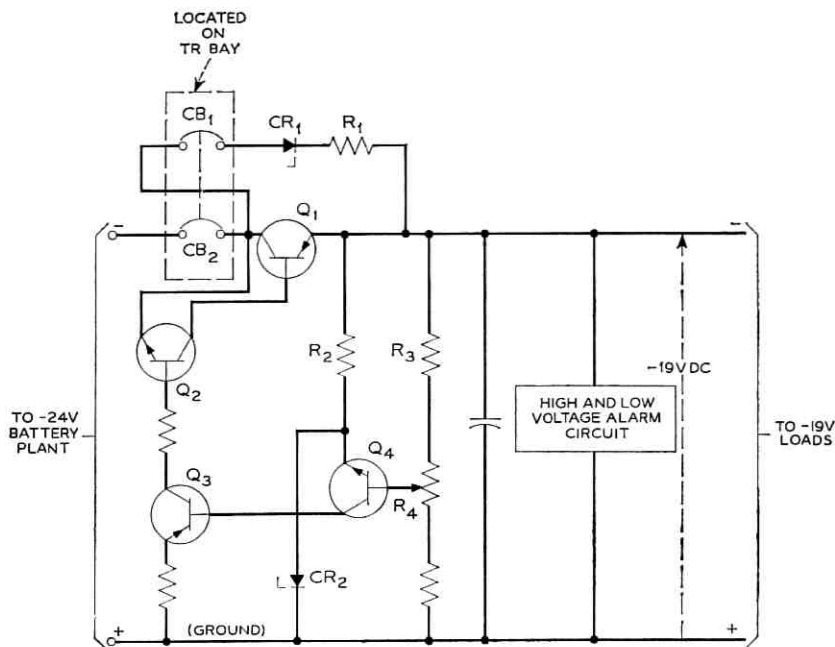 LOCATED
ON
TR BAY
CB1
CR1
R1
Q1
-
-
CB2
R2
R3
Q2
-19V DC
TO -24V
BATTERY
PLANT
HIGH AND LOW
VOLTAGE ALARM
CIRCUIT
TO -19V
LOADS
Q4
Q3
R4
CR2
+
(GROUND)
+